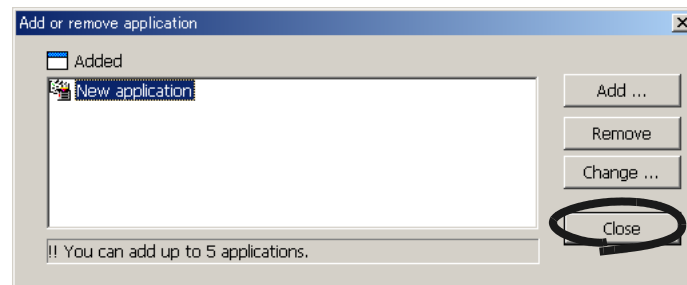 Add or remove application
Added
New application
Add ...
Remove
Change ...
Close
!! You can add up to 5 applications.